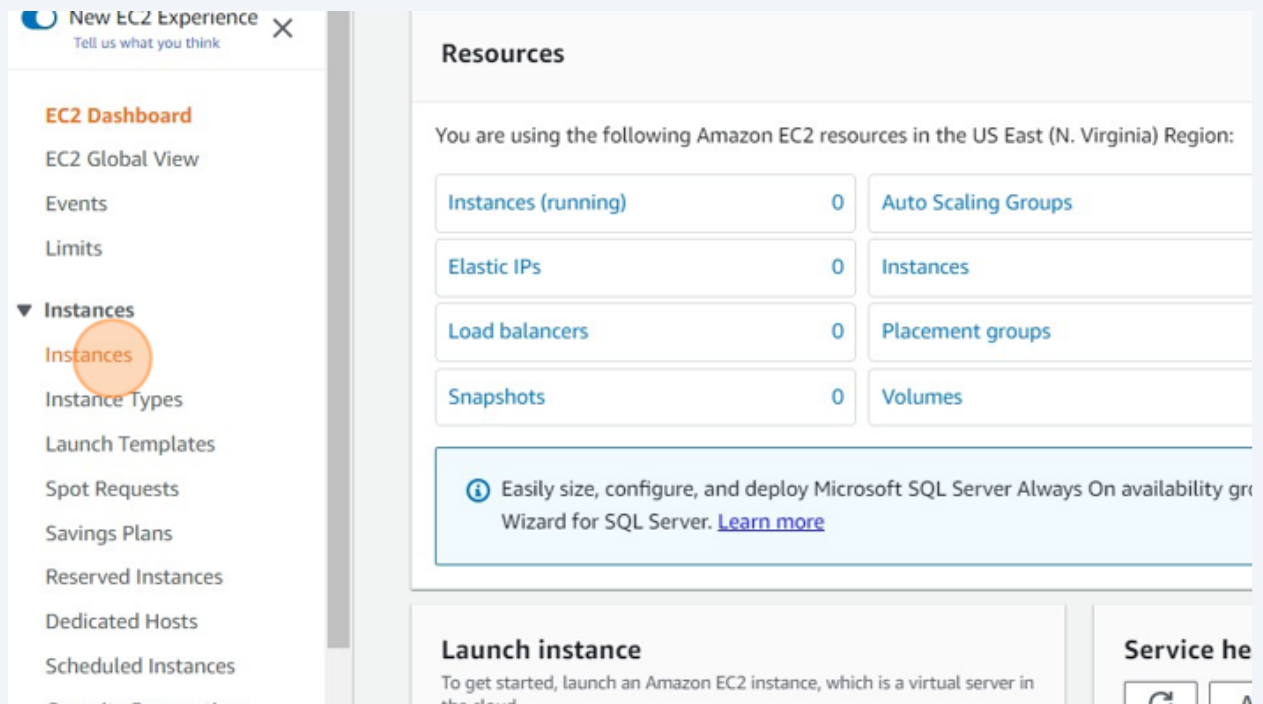 New EC2 Experience
Tell us what you think
EC2 Dashboard
EC2 Global View
Events
Limits
Instances
Instances
Instance Types
Launch Templates
Spot Requests
Savings Plans
Reserved Instances
Dedicated Hosts
Scheduled Instances
Resources
You are using the following Amazon EC2 resources in the US East (N. Virginia) Region:
Instances (running) 0 Auto Scaling Groups
Elastic IPs 0 Instances
Load balancers 0 Placement groups
Snapshots 0 Volumes
Easily size, configure, and deploy Microsoft SQL Server Always On availability gro
Wizard for SQL Server. Learn more
Launch instance
To get started, launch an Amazon EC2 instance, which is a virtual server in
the cloud
Service he